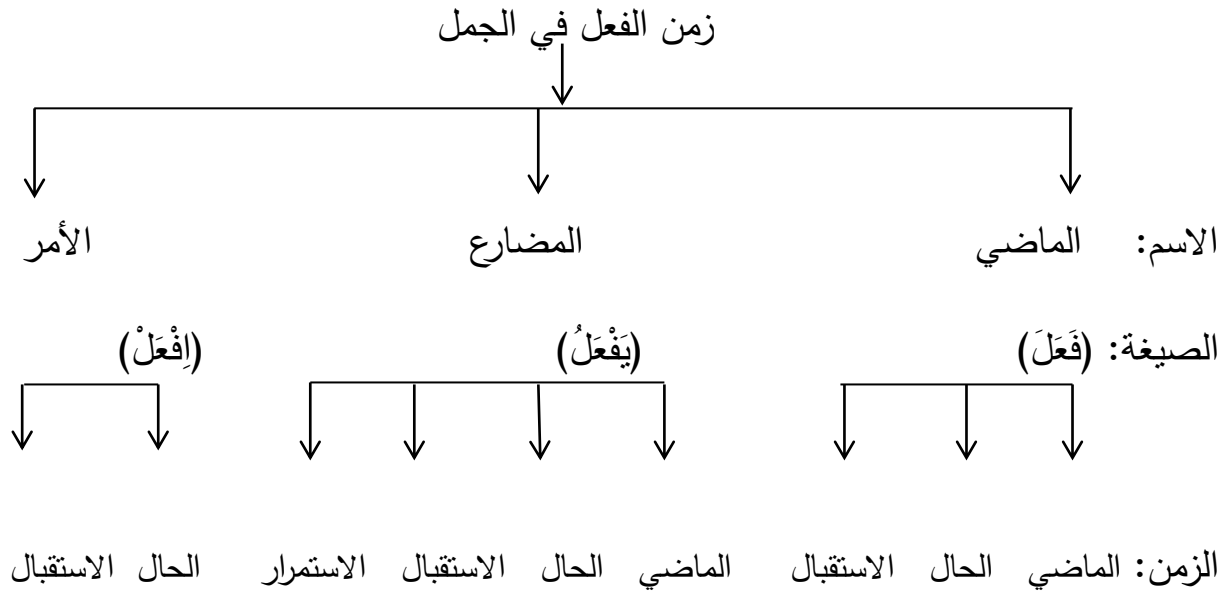 زمن الفعل في الجمل
الاسم: الماضي المضارع الأمر
الصيغة: (فَعَلَ) (يَفْعَلُ) (اِفْعَلْ)
الزمن: الماضي الحال الاستقبال الماضي الحال الاستقبال الاستمرار الحال الاستقبال